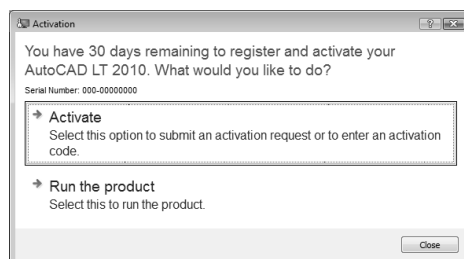 Activation
You have 30 days remaining to register and activate your
AutoCAD LT 2010. What would you like to do?
Serial Number: 000-00000000
Activate
Select this option to submit an activation request or to enter an activation
code.
Run the product
Select this to run the product.
Close